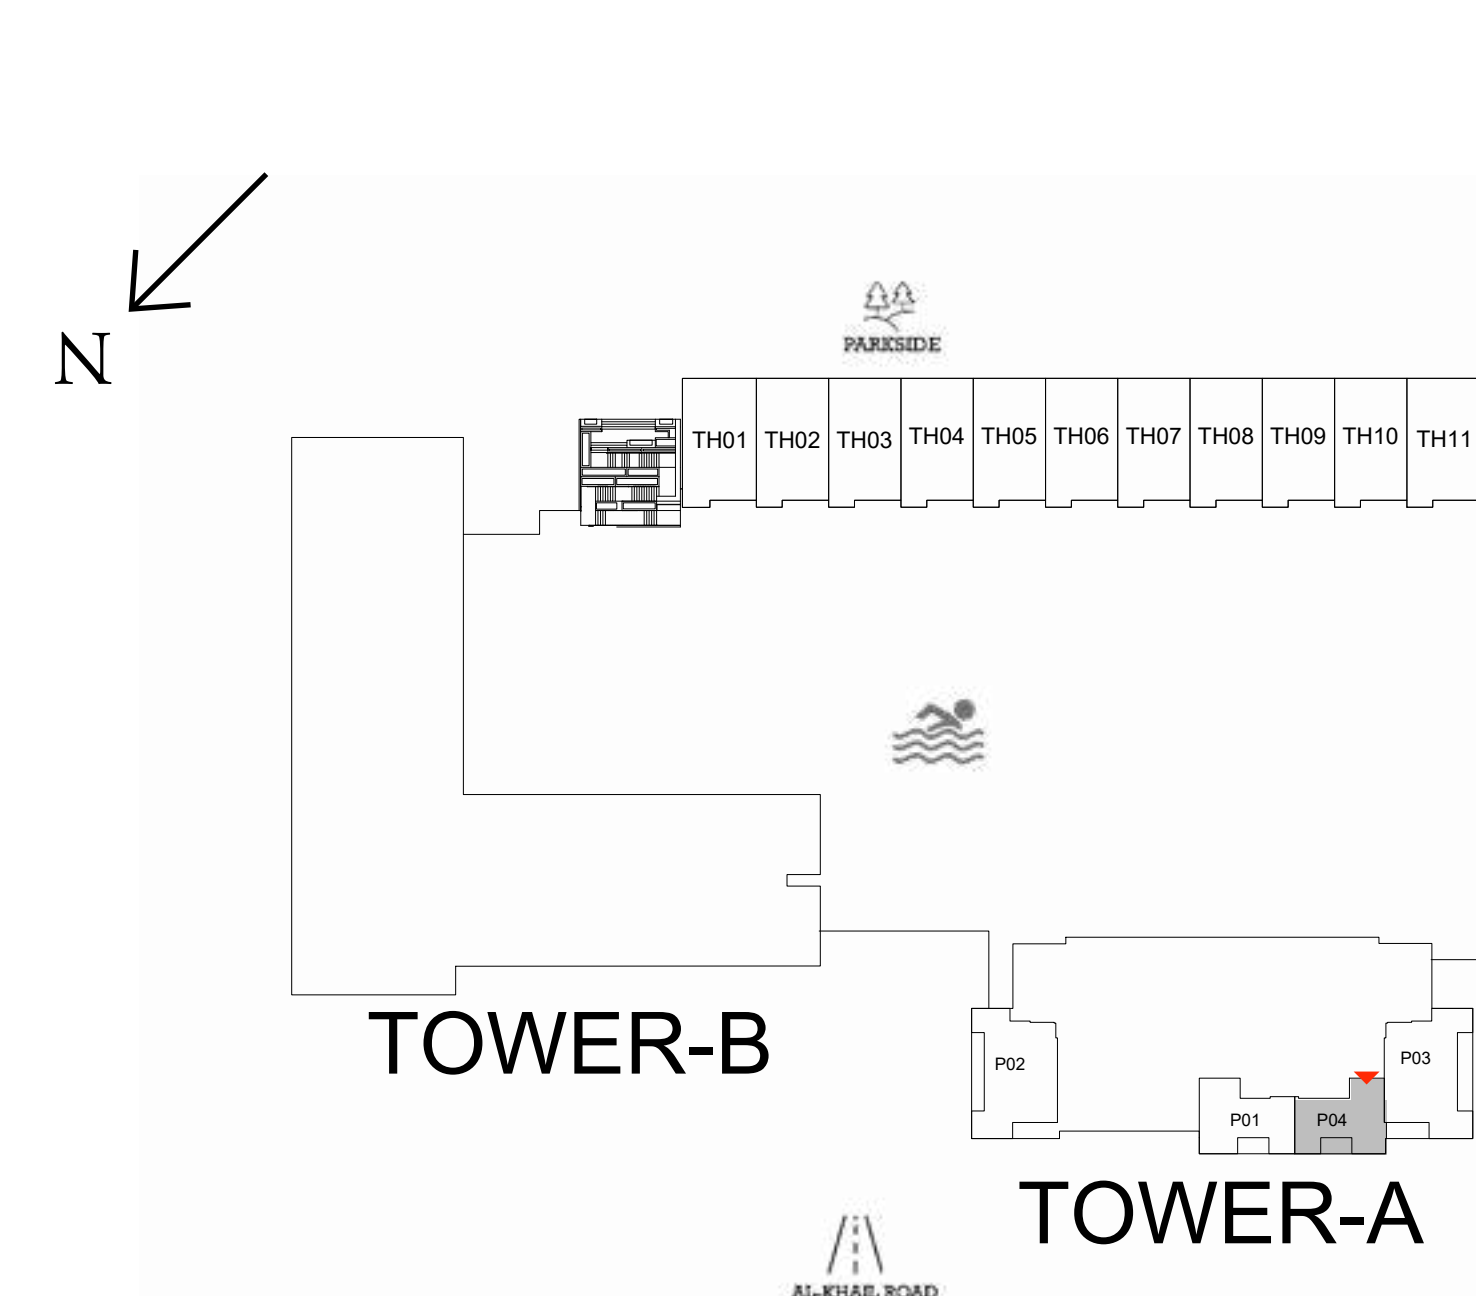 N
PARKSIDE
TH01 TH02 TH03 TH04 TH05 TH06 TH07 TH08 TH09 TH10 TH11
TOWER-B
P02
P03
P01
P04
TOWER-A
AL-KHAIL ROAD